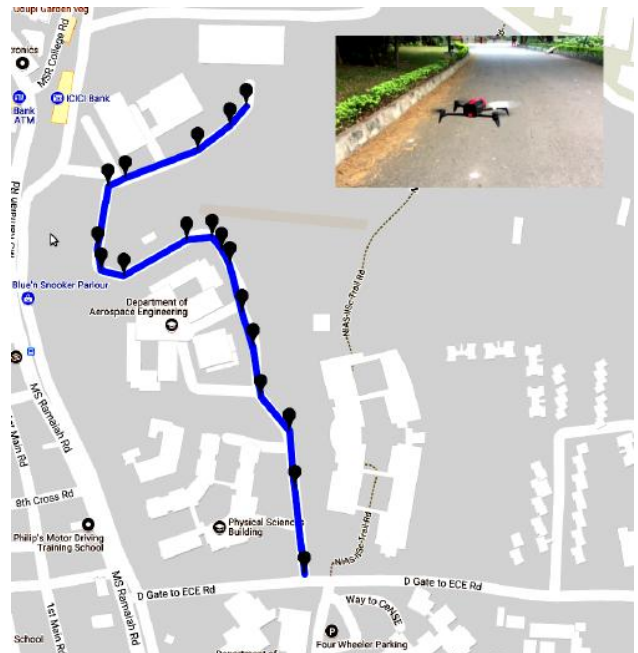 Udupi Garden Veg
MSR College Rd
ICICI Bank
Bank
ATM
Blue'n Snooker Parlour
Department of
Aerospace Engineering
NIAS-IISc-Trail Rd
MS Ramaiah Rd
1st Main Rd
8th Cross Rd
Philip's Motor Driving
Training School
Physical Sciences
Building
NIAS-IISc-Trail Rd
MS Ramaiah Rd
D Gate to ECE Rd
D Gate to ECE Rd
Way to CeNSE
1st Main Rd
School
Four Wheeler Parking
P